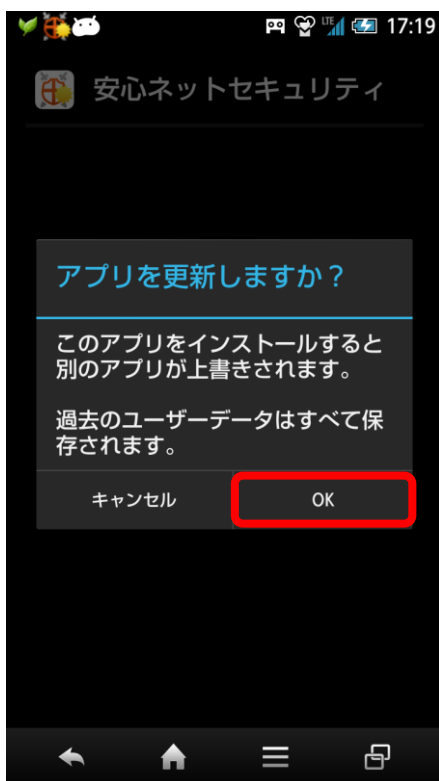 LTE 17:19
安心ネットセキュリティ
アプリを更新しますか？
このアプリをインストールすると
別のアプリが上書きされます。
過去のユーザーデータはすべて保
存されます。
キャンセル OK